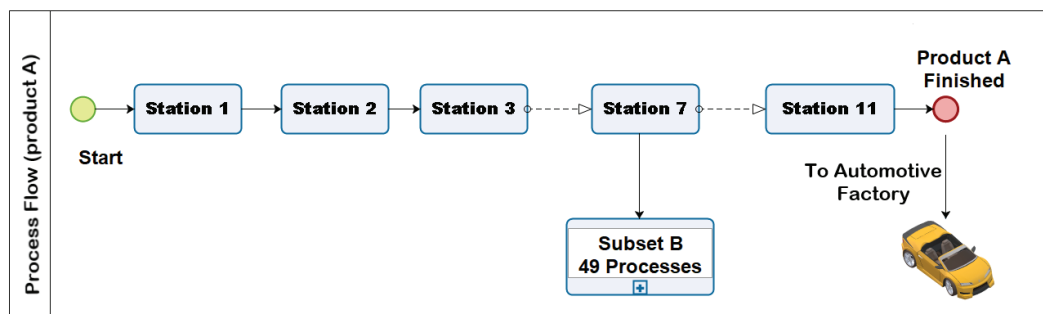 Process Flow (product A)
Start
Station 1
Station 2
Station 3
Station 7
Station 11
Product A
Finished
Subset B
49 Processes
To Automotive
Factory